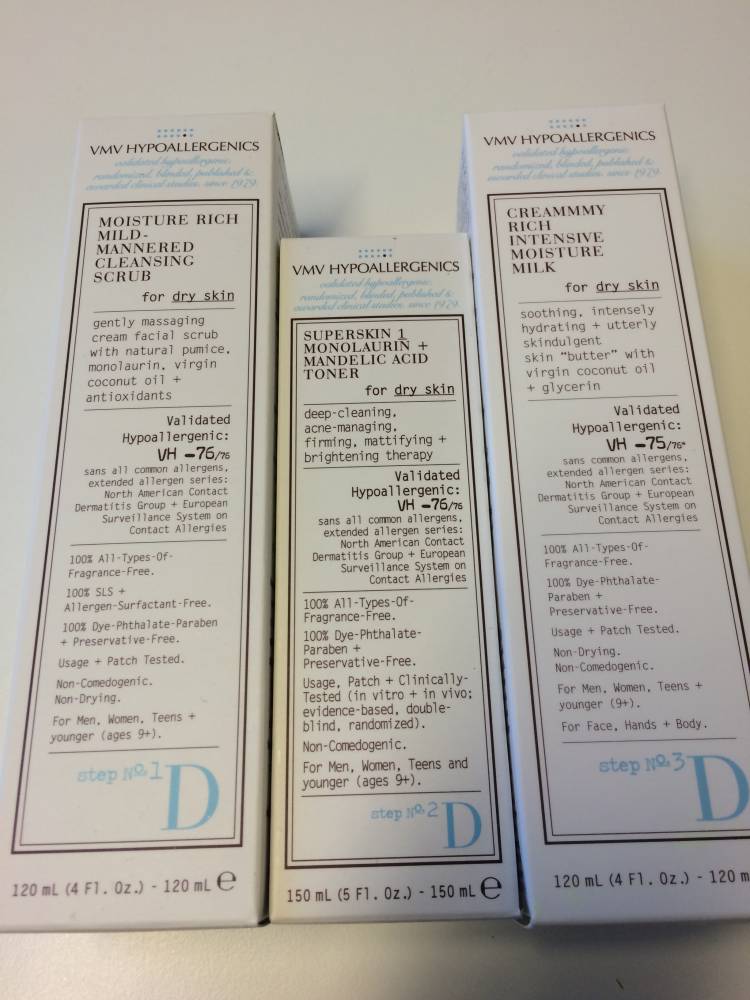 VMV HYPOALLERGENICS
validated hypoallergenic.
randomized, blinded, published &
awarded clinical studies. since 1979.
MOISTURE RICH
MILD-
MANNERED
CLEANSING
SCRUB
for dry skin
gently massaging
cream facial scrub
with natural pumice,
monolaurin, virgin
coconut oil +
antioxidants
Validated
Hypoallergenic:
VH -76/76
sans all common allergens,
extended allergen series:
North American Contact
Dermatitis Group + European
Surveillance System on
Contact Allergies
100% All-Types-Of-
Fragrance-Free.
100% SLS +
Allergen-Surfactant-Free.
100% Dye-Phthalate-Paraben
+ Preservative-Free.
Usage + Patch Tested.
Non-Comedogenic.
Non-Drying.
For Men, Women, Teens +
younger (ages 9+).
step Nº1
D
120 mL (4 Fl. Oz.) - 120 mL e
VMV HYPOALLERGENICS
validated hypoallergenic.
randomized, blinded, published &
awarded clinical studies. since 1979.
SUPERSKIN 1
MONOLAURIN +
MANDELIC ACID
TONER
for dry skin
deep-cleaning,
acne-managing,
firming, mattifying +
brightening therapy
Validated
Hypoallergenic:
VH -76/76
sans all common allergens,
extended allergen series:
North American Contact
Dermatitis Group + European
Surveillance System on
Contact Allergies
100% All-Types-Of-
Fragrance-Free.
100% Dye-Phthalate-
Paraben +
Preservative-Free.
Usage, Patch + Clinically-
Tested (in vitro + in vivo;
evidence-based, double-
blind, randomized).
Non-Comedogenic.
For Men, Women, Teens and
younger (ages 9+).
step Nº2
D
150 mL (5 Fl. Oz.) - 150 mL e
VMV HYPOALLERGENICS
validated hypoallergenic.
randomized, blinded, published &
awarded clinical studies. since 1979.
CREAMMMY
RICH
INTENSIVE
MOISTURE
MILK
for dry skin
soothing, intensely
hydrating + utterly
skindulgent
skin "butter" with
virgin coconut oil
+ glycerin
Validated
Hypoallergenic:
VH -75/76*
sans common allergens,
extended allergen series:
North American Contact
Dermatitis Group + European
Surveillance System on
Contact Allergies
100% All-Types-Of-
Fragrance-Free.
100% Dye-Phthalate-
Paraben +
Preservative-Free.
Usage + Patch Tested.
Non-Drying.
Non-Comedogenic.
For Men, Women, Teens +
younger (9+).
For Face, Hands + Body.
step Nº3
D
120 mL (4 Fl. Oz.) - 120 m